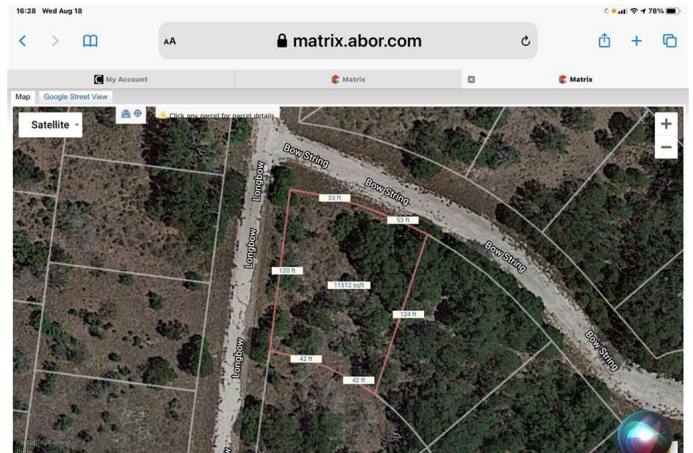 16:28 Wed Aug 18
78%
AA
matrix.abor.com
My Account
Matrix
Matrix
Map
Google Street View
Satellite
Click any parcel for parcel details
+
−
Bow String
Bow String
Longbow
53 ft
53 ft
Longbow
Bow String
120 ft
11512 sqft
124 ft
Bow String
42 ft
Longbow
42 ft